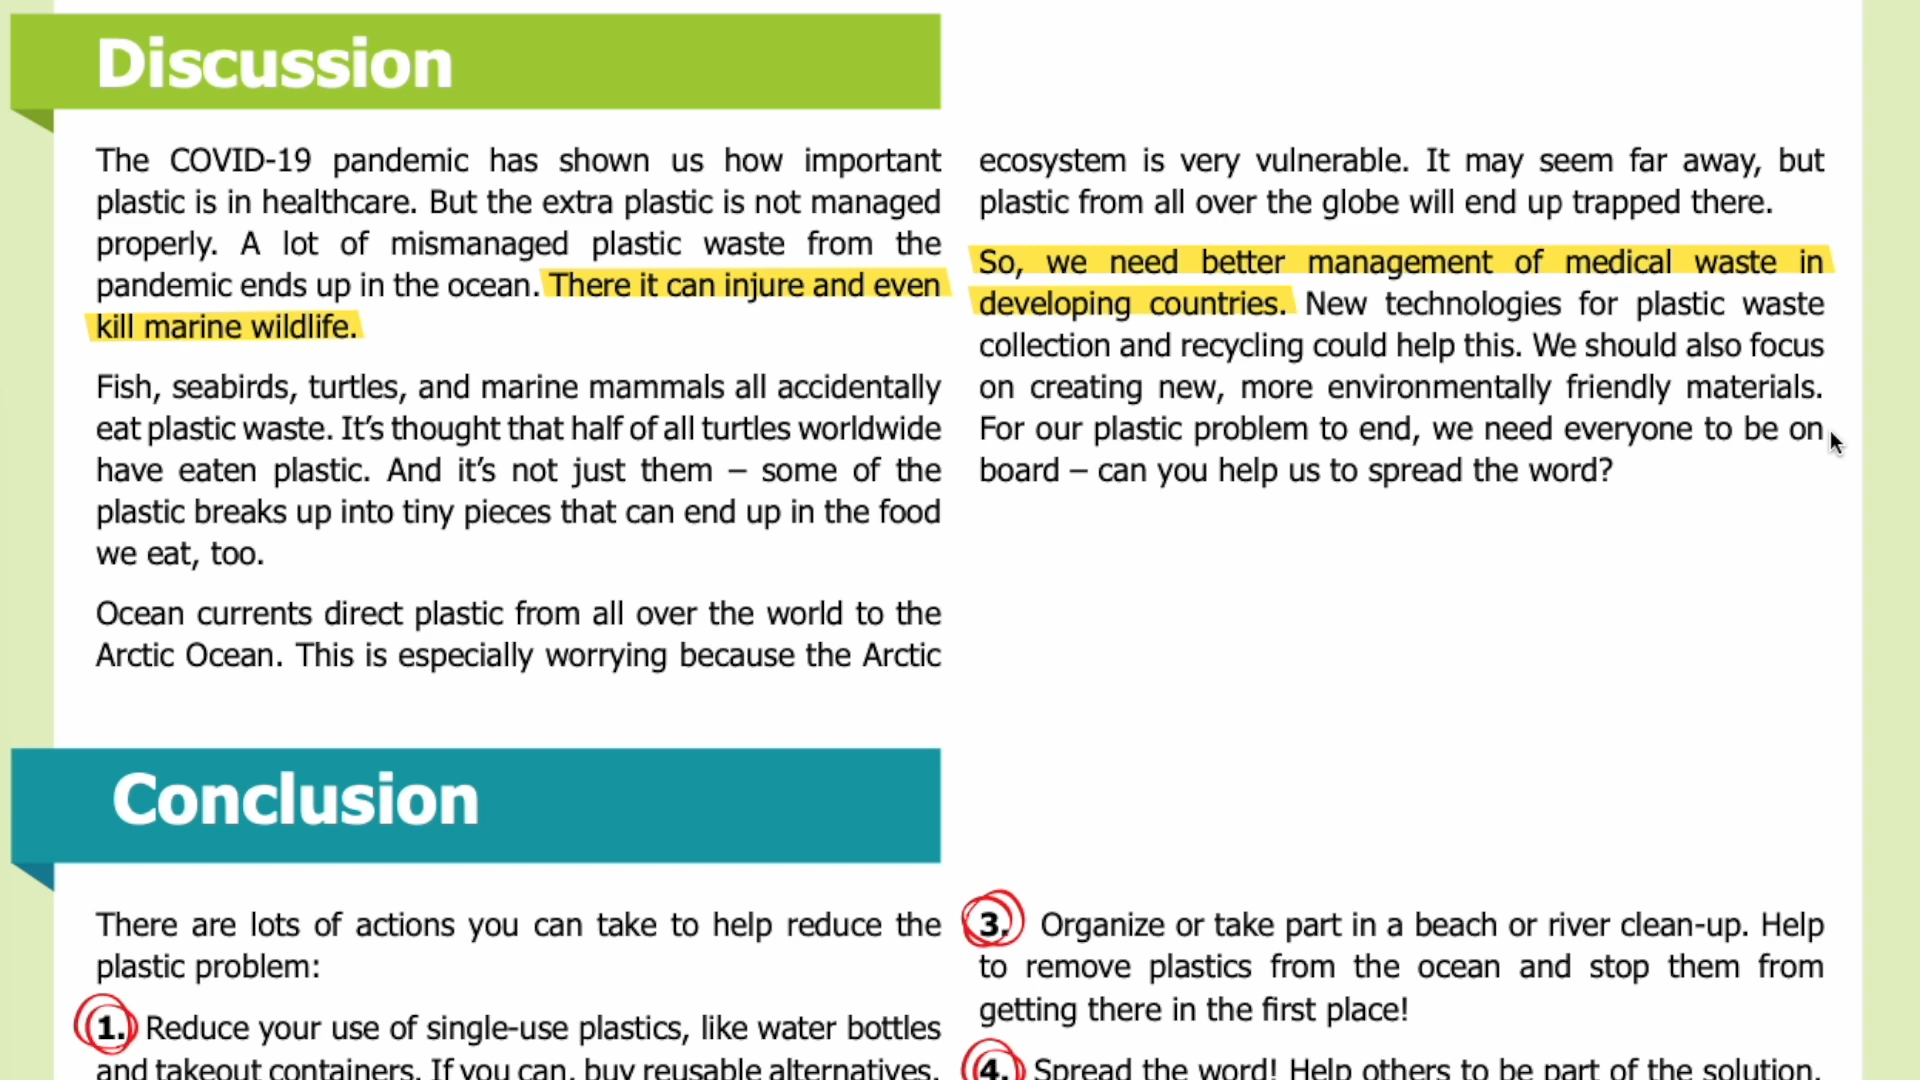 Discussion
The COVID-19 pandemic has shown us how important
plastic is in healthcare. But the extra plastic is not managed
properly. A lot of mismanaged plastic waste from the
pandemic ends up in the ocean. There it can injure and even
kill marine wildlife.
Fish, seabirds, turtles, and marine mammals all accidentally
eat plastic waste. It’s thought that half of all turtles worldwide
have eaten plastic. And it’s not just them – some of the
plastic breaks up into tiny pieces that can end up in the food
we eat, too.
Ocean currents direct plastic from all over the world to the
Arctic Ocean. This is especially worrying because the Arctic
ecosystem is very vulnerable. It may seem far away, but
plastic from all over the globe will end up trapped there.
So, we need better management of medical waste in
developing countries. New technologies for plastic waste
collection and recycling could help this. We should also focus
on creating new, more environmentally friendly materials.
For our plastic problem to end, we need everyone to be on
board – can you help us to spread the word?
Conclusion
There are lots of actions you can take to help reduce the
plastic problem:
1. Reduce your use of single-use plastics, like water bottles
and takeout containers. If you can, buy reusable alternatives.
3. Organize or take part in a beach or river clean-up. Help
to remove plastics from the ocean and stop them from
getting there in the first place!
4. Spread the word! Help others to be part of the solution.